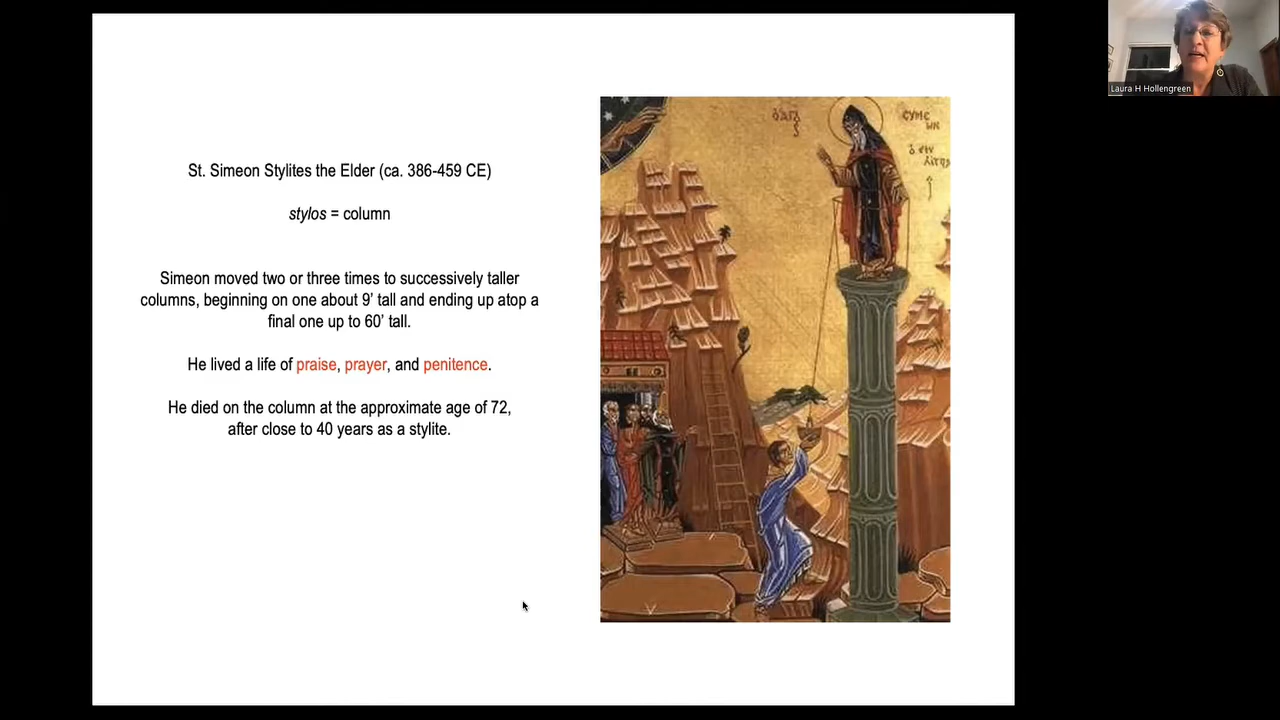 St. Simeon Stylites the Elder (ca. 386-459 CE)
stylos = column
Simeon moved two or three times to successively taller
columns, beginning on one about 9’ tall and ending up atop a
final one up to 60’ tall.
He lived a life of praise, prayer, and penitence.
He died on the column at the approximate age of 72,
after close to 40 years as a stylite.
Laura H Hollengreen